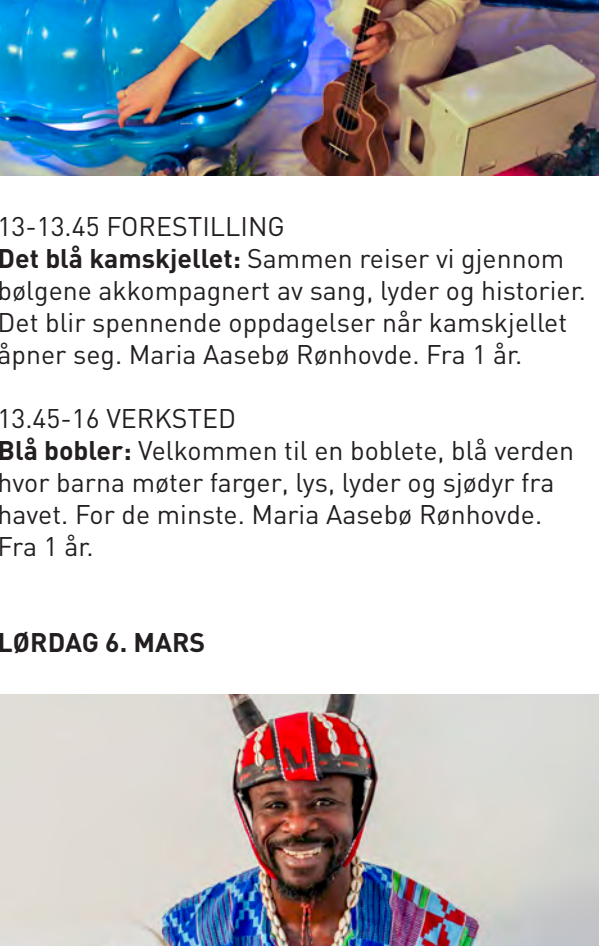 13-13.45 FORESTILLING
Det blå kamskjellet: Sammen reiser vi gjennom
bølgene akkompagnert av sang, lyder og historier.
Det blir spennende oppdagelser når kamskjellet
åpner seg. Maria Aasebø Rønhovde. Fra 1 år.
13.45-16 VERKSTED
Blå bobler: Velkommen til en boblete, blå verden
hvor barna møter farger, lys, lyder og sjødyr fra
havet. For de minste. Maria Aasebø Rønhovde.
Fra 1 år.
LØRDAG 6. MARS